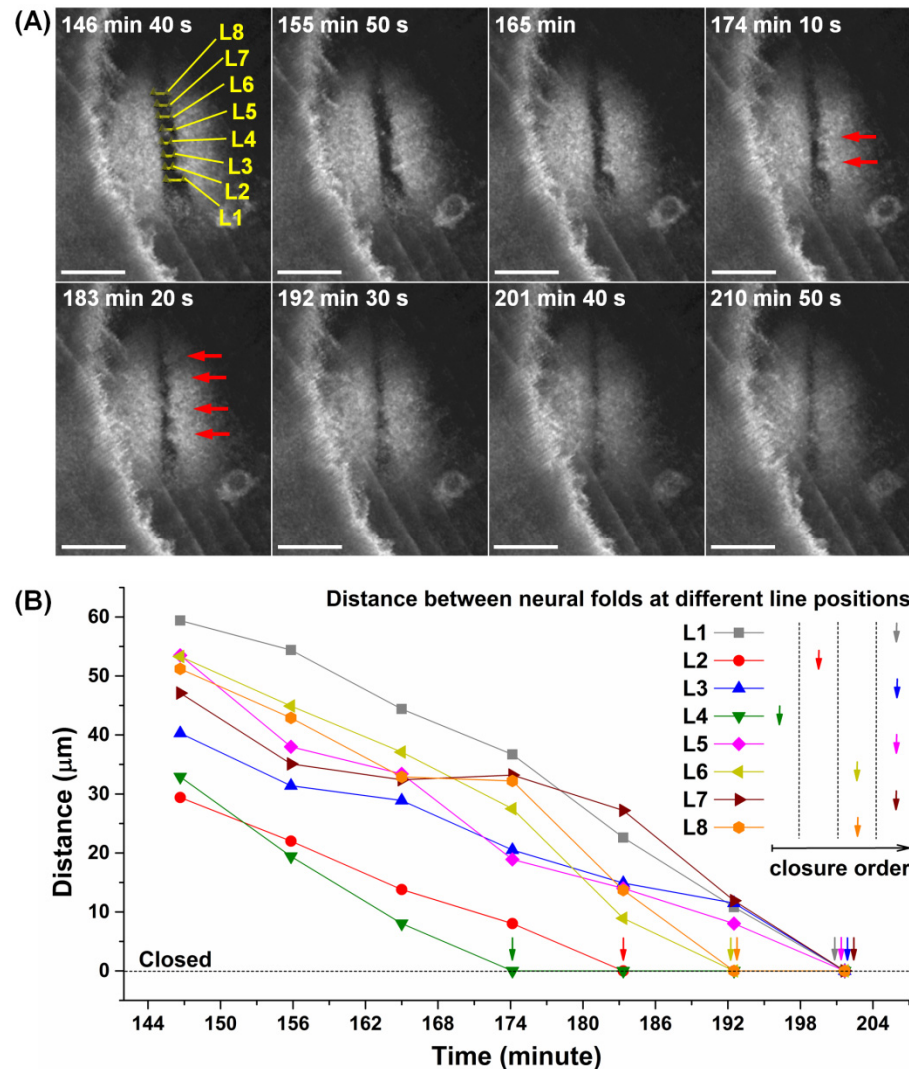 (A)
146 min 40 s
155 min 50 s
165 min
174 min 10 s
L8
L7
L6
L5
L4
L3
L2
L1
183 min 20 s
192 min 30 s
201 min 40 s
210 min 50 s
(B)
Distance between neural folds at different line positions
L1
L2
L3
L4
L5
L6
L7
L8
closure order
Closed
60
50
40
30
20
10
0
Distance (μm)
144 150 156 162 168 174 180 186 192 198 204
Time (minute)